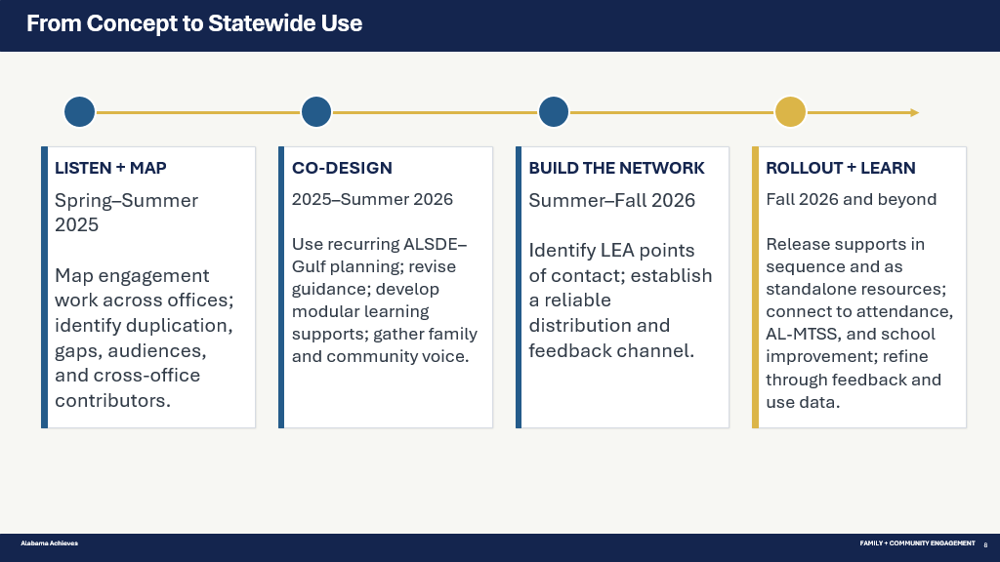 From Concept to Statewide Use
LISTEN + MAP
Spring–Summer
2025
Map engagement
work across offices;
identify duplication,
gaps, audiences,
and cross-office
contributors.
CO-DESIGN
2025–Summer 2026
Use recurring ALSDE–
Gulf planning; revise
guidance; develop
modular learning
supports; gather family
and community voice.
BUILD THE NETWORK
Summer–Fall 2026
Identify LEA points
of contact; establish
a reliable
distribution and
feedback channel.
ROLLOUT + LEARN
Fall 2026 and beyond
Release supports in
sequence and as
standalone resources;
connect to attendance,
AL-MTSS, and school
improvement; refine
through feedback and
use data.
Alabama Achieves
FAMILY + COMMUNITY ENGAGEMENT
8